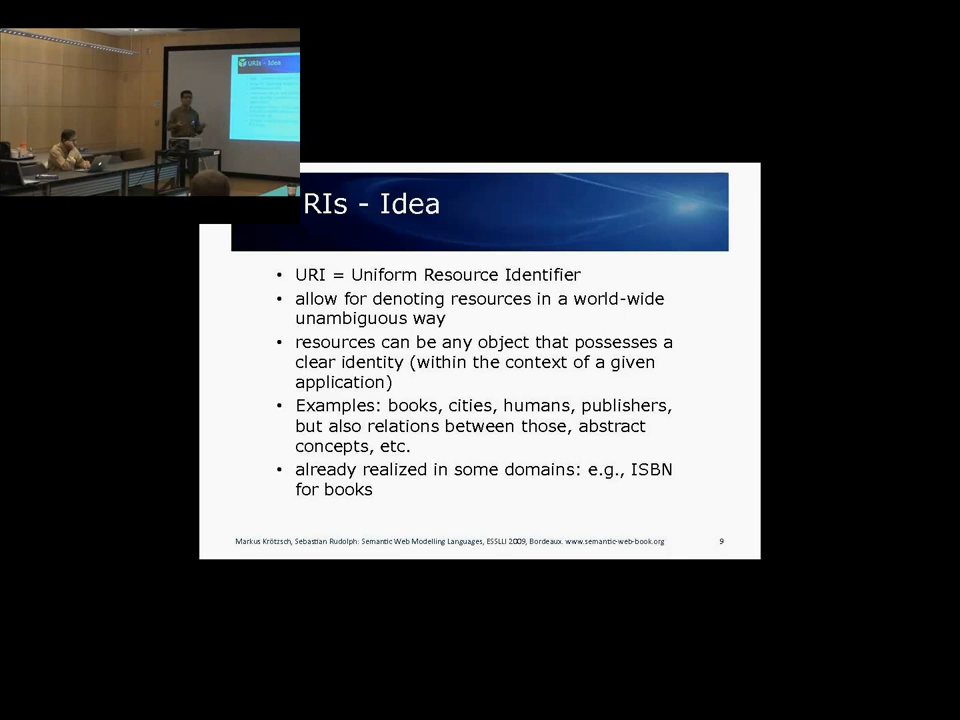 URIs - Idea
RIs - Idea
• URI = Uniform Resource Identifier
• allow for denoting resources in a world-wide
unambiguous way
• resources can be any object that possesses a
clear identity (within the context of a given
application)
• Examples: books, cities, humans, publishers,
but also relations between those, abstract
concepts, etc.
• already realized in some domains: e.g., ISBN
for books
Markus Krötzsch, Sebastian Rudolph: Semantic Web Modelling Languages, ESSLLI 2009, Bordeaux. www.semantic-web-book.org 9